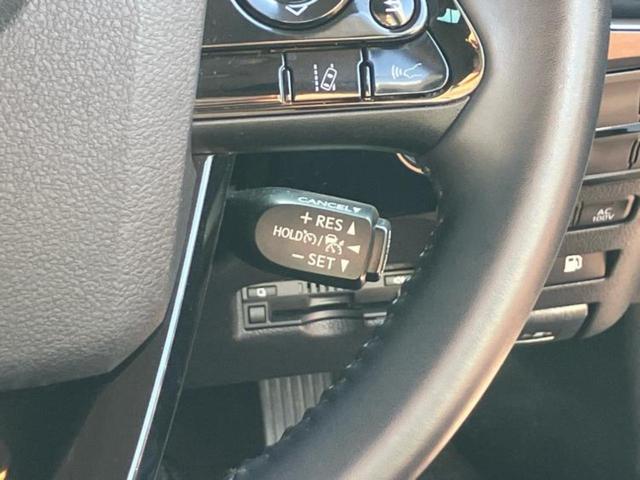 CANCEL
+ RES ▲
HOLD / ◄
− SET ▼
AC
100V